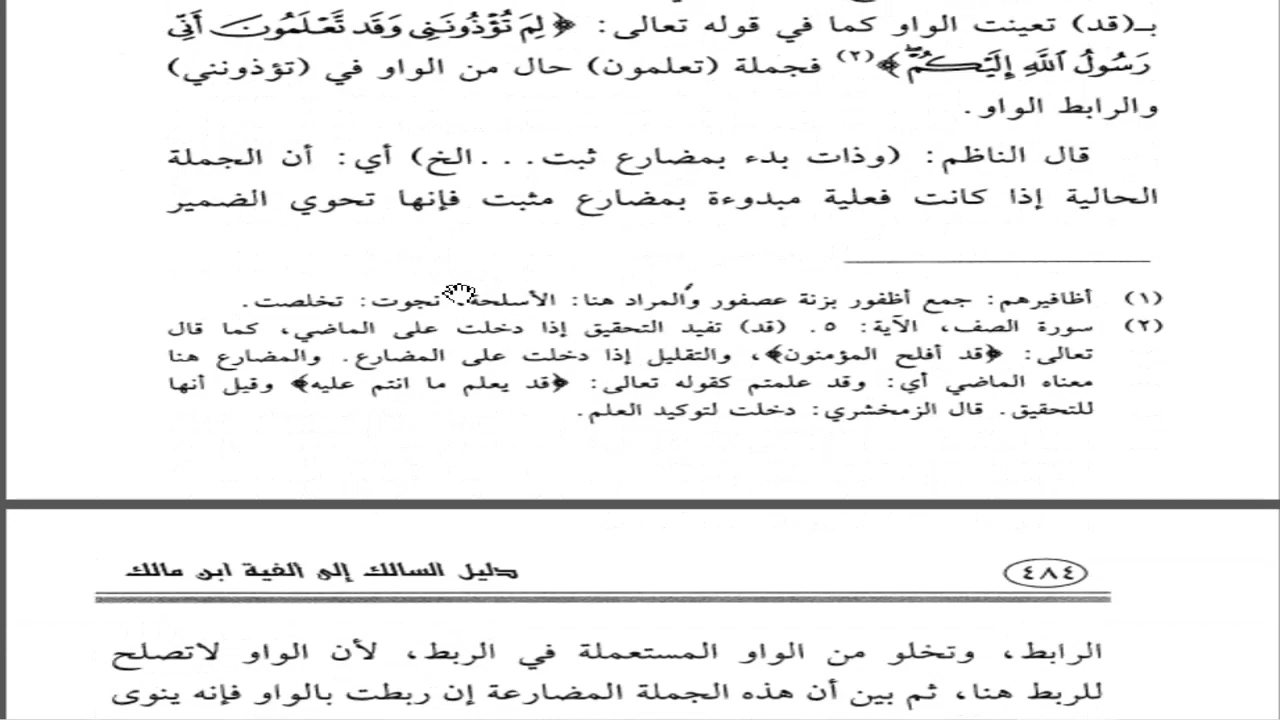 بـ(قد) تعينت الواو كما في قوله تعالى: ﴿لِمَ تُؤْذُونَنِي وَقَد تَّعْلَمُونَ أَنِّي
رَسُولُ ٱللَّهِ إِلَيْكُمْ﴾(٢) فجملة (تعلمون) حال من الواو في (تؤذونني)
والرابط الواو.
قال الناظم: (وذات بدء بمضارع ثبت... الخ) أي: أن الجملة
الحالية إذا كانت فعلية مبدوءة بمضارع مثبت فإنها تحوي الضمير
(١) أظافيرهم: جمع أظفور بزنة عصفور والمراد هنا: الأسلحة نجوت: تخلصت.
(٢) سورة الصف، الآية: ٥. (قد) تفيد التحقيق إذا دخلت على الماضي، كما قال
تعالى: ﴿قد أفلح المؤمنون﴾، والتقليل إذا دخلت على المضارع. والمضارع هنا
معناه الماضي أي: وقد علمتم كقوله تعالى: ﴿قد يعلم ما انتم عليه﴾ وقيل أنها
للتحقيق. قال الزمخشري: دخلت لتوكيد العلم.
٤٨٤ دليل السالك إلى ألفية ابن مالك
الرابط، وتخلو من الواو المستعملة في الربط، لأن الواو لاتصلح
للربط هنا، ثم بين أن هذه الجملة المضارعة إن ربطت بالواو فإنه ينوى